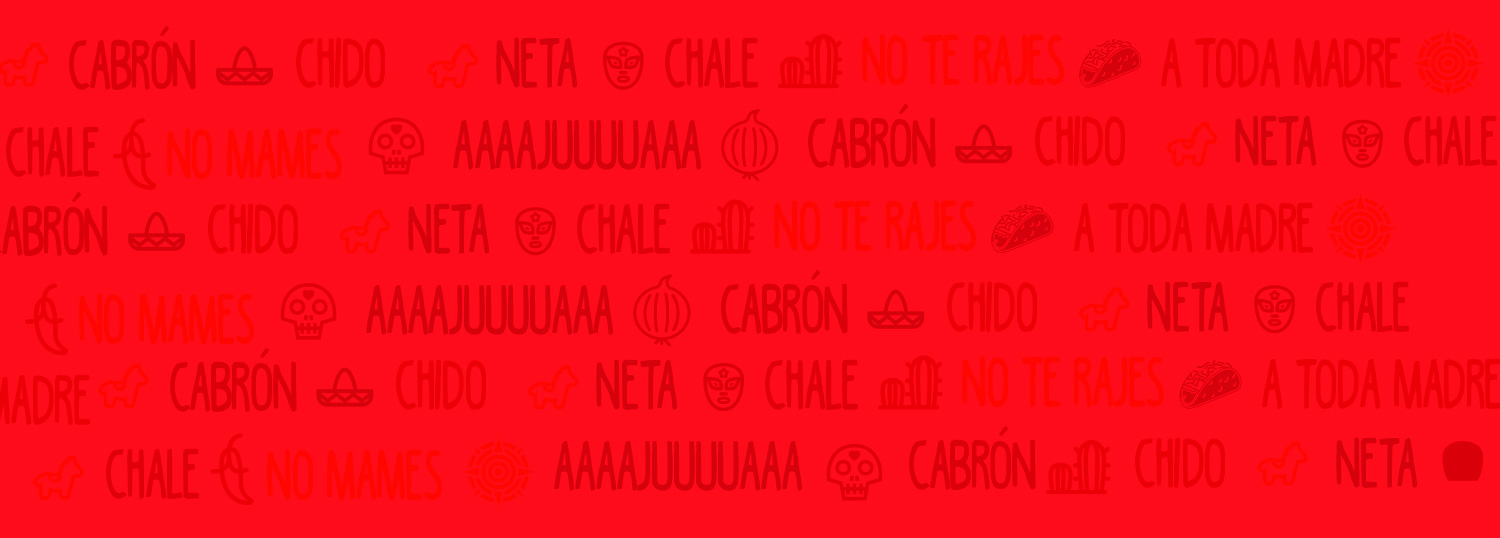 CABRÓN CHIDO NETA CHALE NO TE RAJES A TODA MADRE
CHALE NO MAMES AAAAJUUUUAAA CABRÓN CHIDO NETA CHALE
ABRÓN CHIDO NETA CHALE NO TE RAJES A TODA MADRE
NO MAMES AAAAJUUUUAAA CABRÓN CHIDO NETA CHALE
MADRE CABRÓN CHIDO NETA CHALE NO TE RAJES A TODA MADRE
CHALE NO MAMES AAAAJUUUUAAA CABRÓN CHIDO NETA